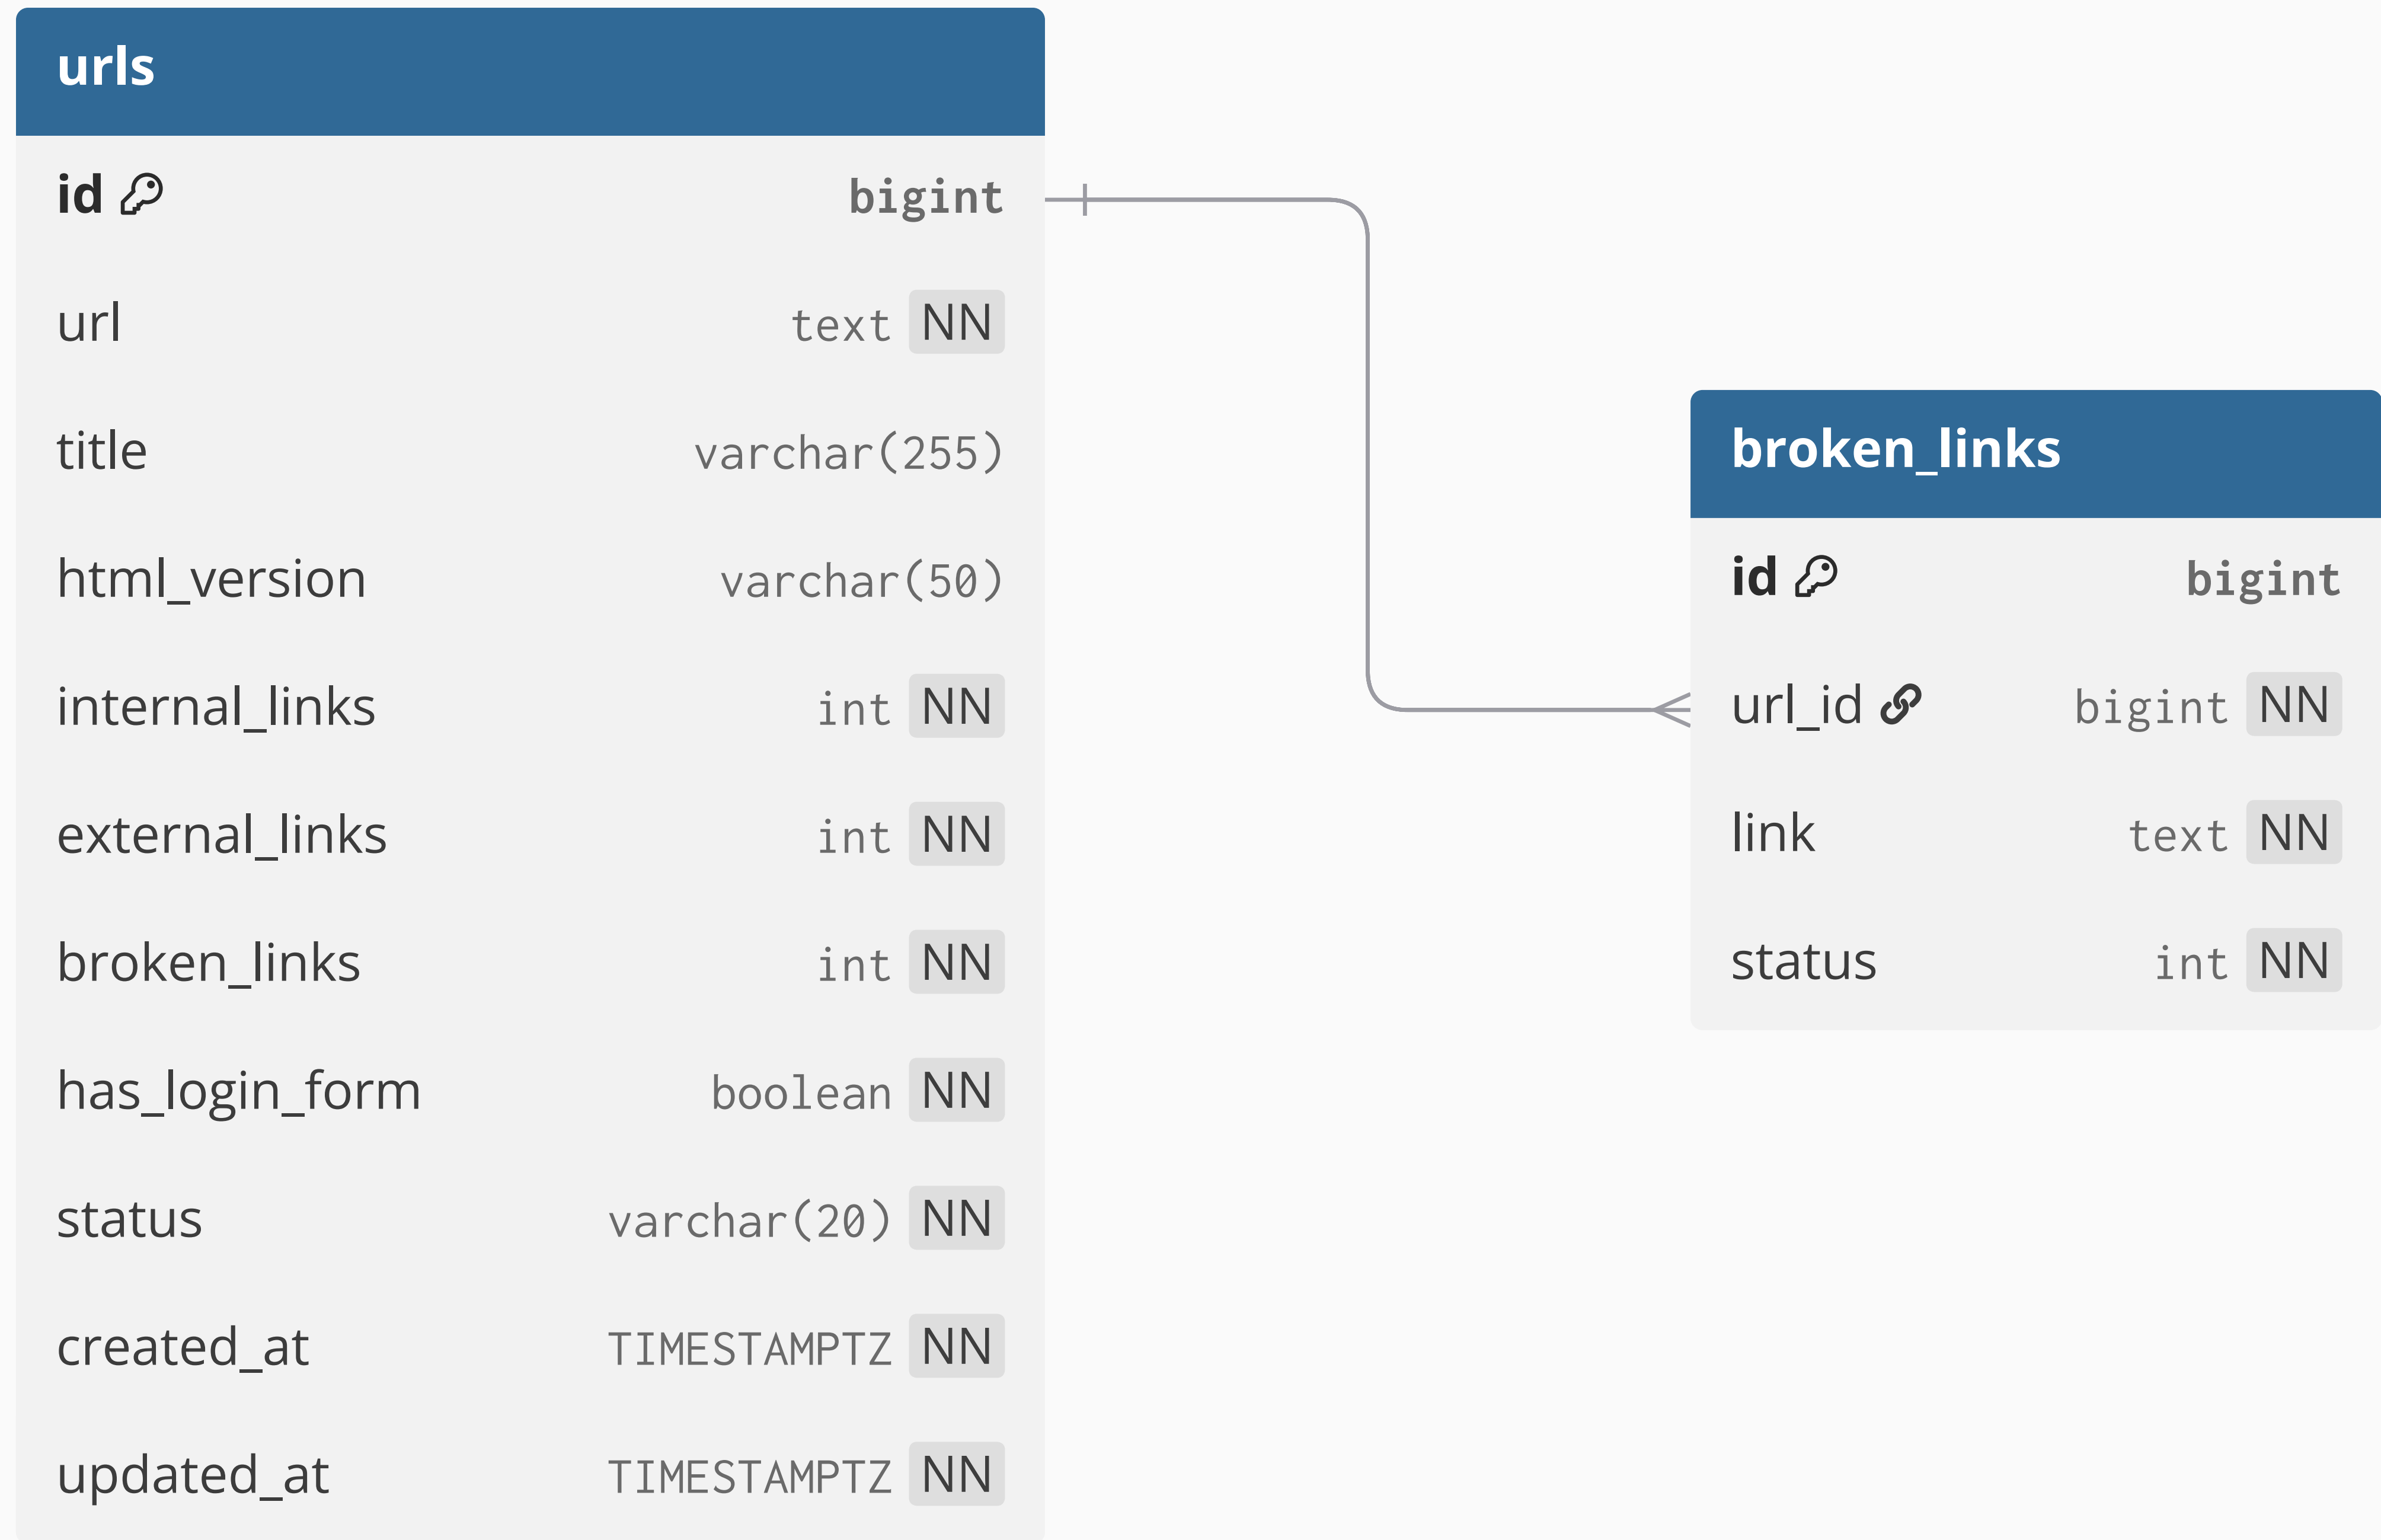 urls
id bigint
url text NN
title varchar(255)
html_version varchar(50)
internal_links int NN
external_links int NN
broken_links int NN
has_login_form boolean NN
status varchar(20) NN
created_at TIMESTAMPTZ NN
updated_at TIMESTAMPTZ NN
broken_links
id bigint
url_id bigint NN
link text NN
status int NN